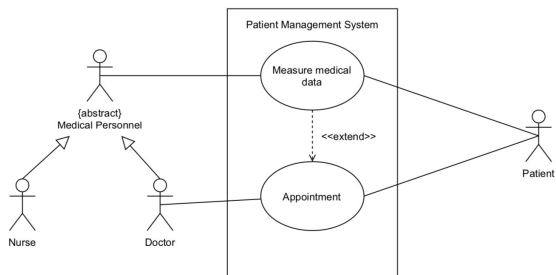 Patient Management System
Measure medical
data
{abstract}
Medical Personnel
<<extend>>
Patient
Appointment
Nurse
Doctor